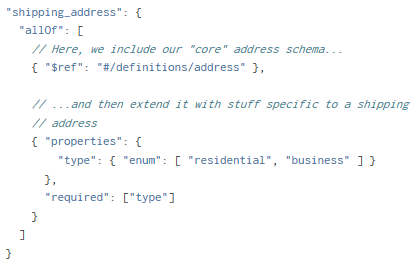 "shipping_address": {
  "allOf": [
    // Here, we include our "core" address schema...
    { "$ref": "#/definitions/address" },

    // ...and then extend it with stuff specific to a shipping
    // address
    { "properties": {
        "type": { "enum": [ "residential", "business" ] }
      },
      "required": ["type"]
    }
  ]
}